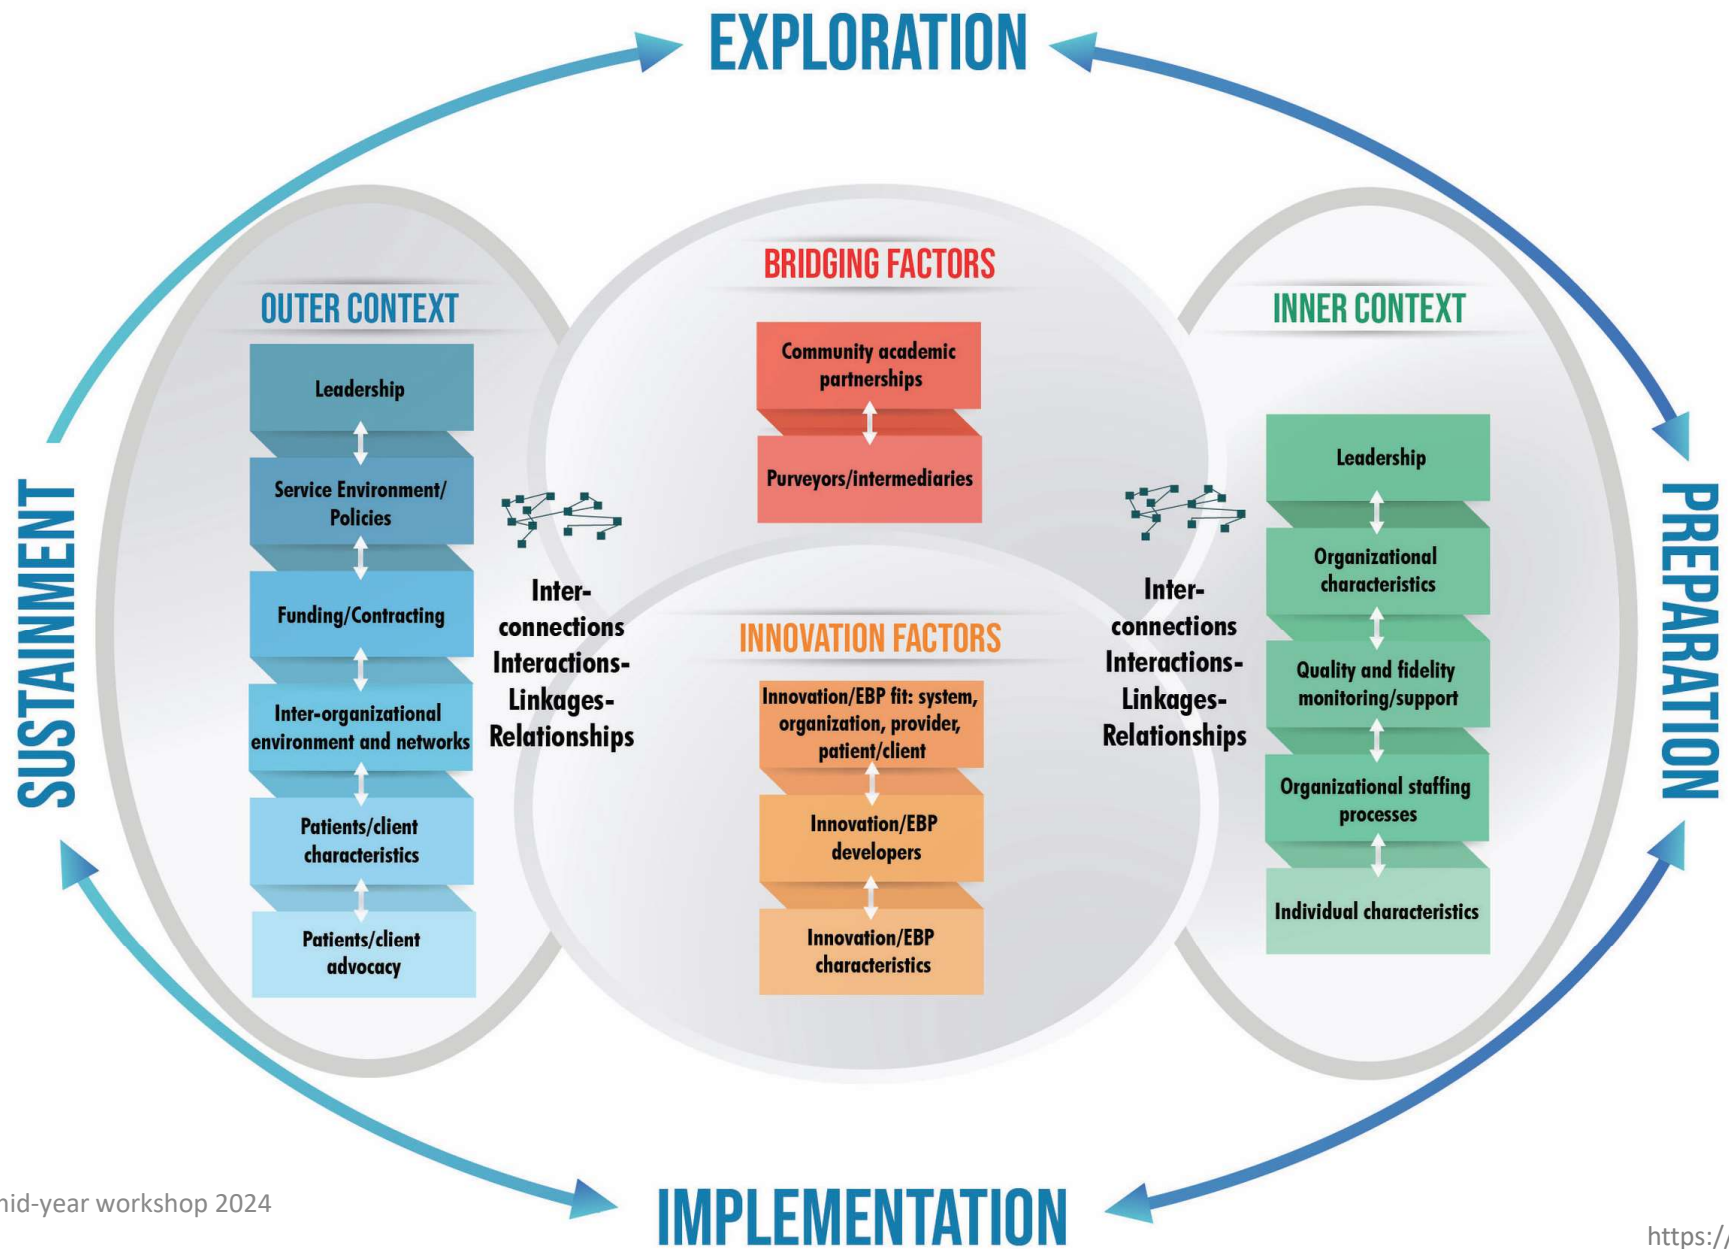 EXPLORATION
OUTER CONTEXT
Leadership
Service Environment/
Policies
Funding/Contracting
Inter-organizational
environment and networks
Patients/client
characteristics
Patients/client
advocacy
Inter-
connections
Interactions-
Linkages-
Relationships
BRIDGING FACTORS
Community academic
partnerships
Purveyors/intermediaries
INNOVATION FACTORS
Innovation/EBP fit: system,
organization, provider,
patient/client
Innovation/EBP
developers
Innovation/EBP
characteristics
Inter-
connections
Interactions-
Linkages-
Relationships
INNER CONTEXT
Leadership
Organizational
characteristics
Quality and fidelity
monitoring/support
Organizational staffing
processes
Individual characteristics
SUSTAINMENT
PREPARATION
IMPLEMENTATION
workshop 2024
https:/